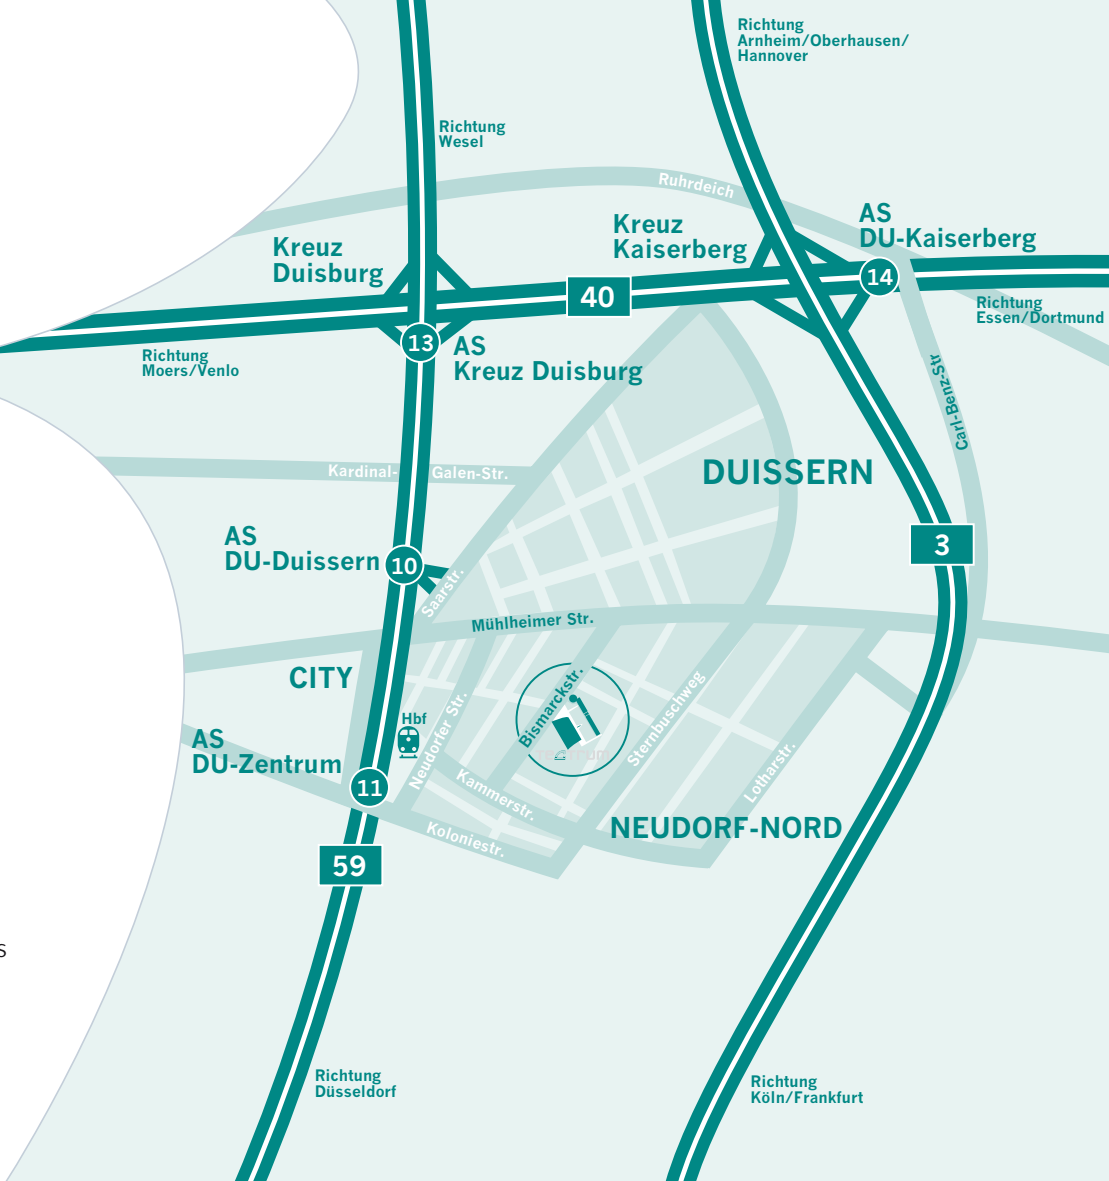 Richtung
Arnheim/Oberhausen/
Hannover
Richtung
Wesel
Ruhrdeich
Kreuz
Kaiserberg
AS
DU-Kaiserberg
Kreuz
Duisburg
14
40
Richtung
Essen/Dortmund
13
AS
Kreuz Duisburg
Richtung
Moers/Venlo
Carl-Benz-Str
DUISSERN
Kardinal-Galen-Str.
AS
DU-Duissern
10
3
Saarstr.
Mühlheimer Str.
CITY
Hbf
Neudorfer Str.
Bismarckstr.
Sternbuschweg
AS
DU-Zentrum
11
Kammerstr.
Lotharstr.
Koloniestr.
NEUDORF-NORD
59
s
Richtung
Düsseldorf
Richtung
Köln/Frankfurt